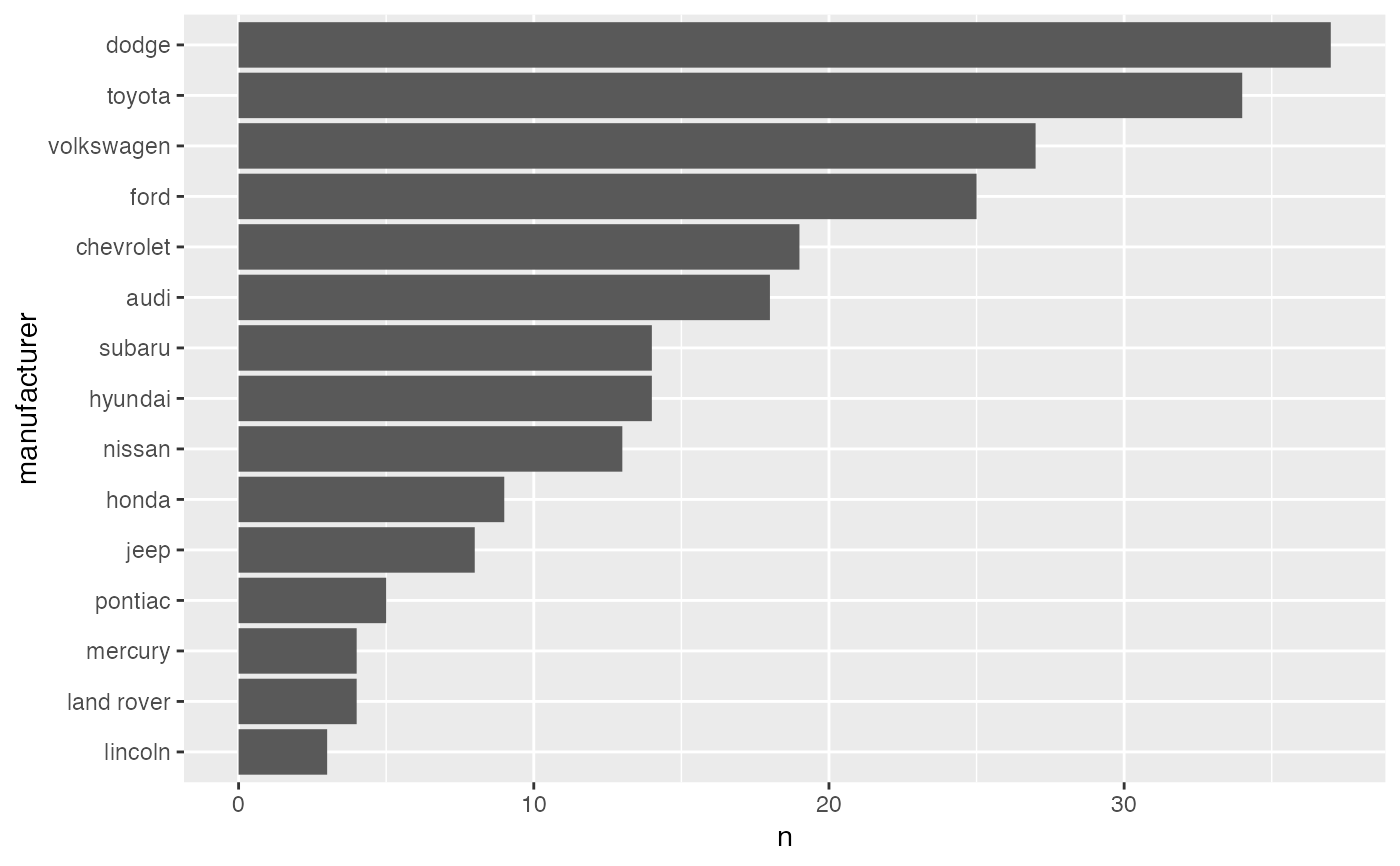 dodge
toyota
volkswagen
ford
chevrolet
audi
subaru
hyundai
nissan
honda
jeep
pontiac
mercury
land rover
lincoln
manufacturer
0 10 20 30
n